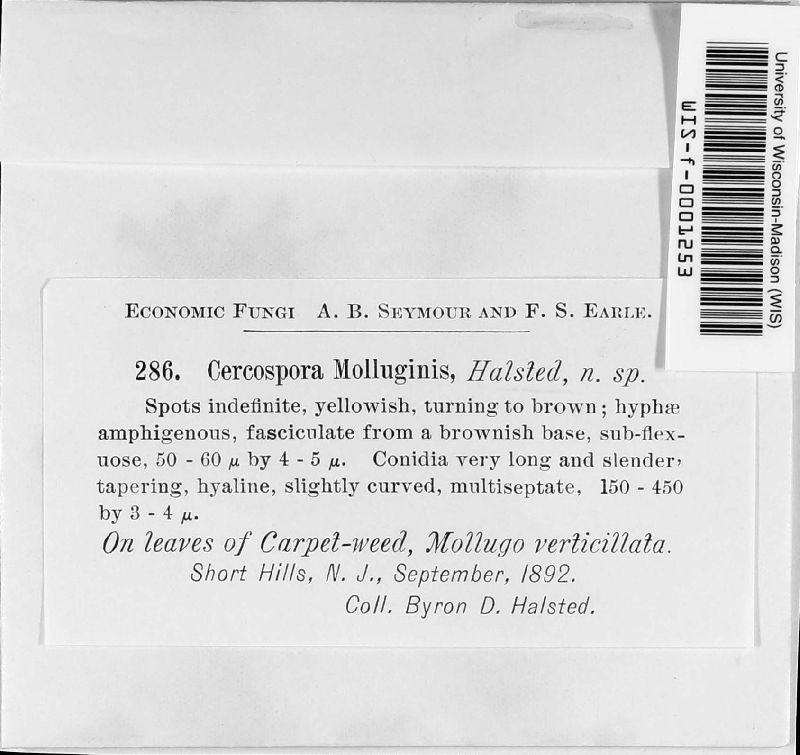 University of Wisconsin-Madison (WIS)
WIS-f-0001253
ECONOMIC FUNGI A. B. SEYMOUR AND F. S. EARLE.
286. Cercospora Molluginis, Halsted, n. sp.
Spots indefinite, yellowish, turning to brown; hyphæ
amphigenous, fasciculate from a brownish base, sub-flex-
uose, 50 - 60 µ by 4 - 5 µ. Conidia very long and slender,
tapering, hyaline, slightly curved, multiseptate, 150 - 450
by 3 - 4 µ.
On leaves of Carpet-weed, Mollugo verticillata.
Short Hills, N. J., September, 1892.
Coll. Byron D. Halsted.